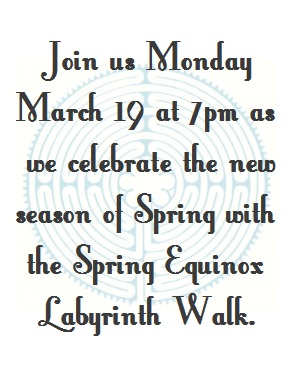 Join us Monday
March 19 at 7pm as
we celebrate the new
season of Spring with
the Spring Equinox
Labyrinth Walk.